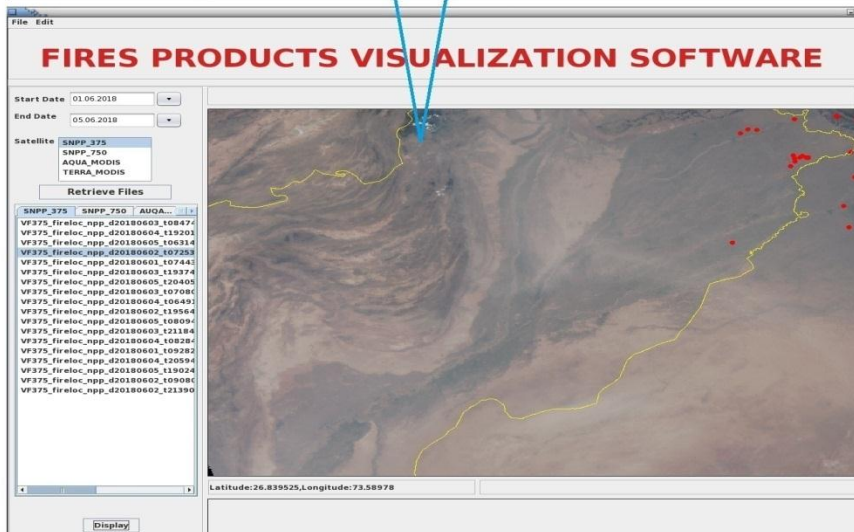 File Edit
FIRES PRODUCTS VISUALIZATION SOFTWARE
Start Date 01.06.2018
End Date 05.06.2018
Satellite SNPP_375
SNPP_750
AQUA_MODIS
TERRA_MODIS
Retrieve Files
SNPP_375 SNPP_750 AUQA...
VF375_fireloc_npp_d20180603_t08474
VF375_fireloc_npp_d20180604_t19201
VF375_fireloc_npp_d20180605_t06314
VF375_fireloc_npp_d20180602_t07253
VF375_fireloc_npp_d20180601_t07443
VF375_fireloc_npp_d20180603_t19374
VF375_fireloc_npp_d20180605_t20405
VF375_fireloc_npp_d20180603_t07080
VF375_fireloc_npp_d20180604_t06491
VF375_fireloc_npp_d20180602_t19564
VF375_fireloc_npp_d20180605_t08094
VF375_fireloc_npp_d20180603_t21184
VF375_fireloc_npp_d20180604_t08284
VF375_fireloc_npp_d20180601_t09282
VF375_fireloc_npp_d20180604_t20594
VF375_fireloc_npp_d20180605_t19024
VF375_fireloc_npp_d20180602_t09080
VF375_fireloc_npp_d20180602_t21390
Latitude:26.839525,Longitude:73.58978
Display